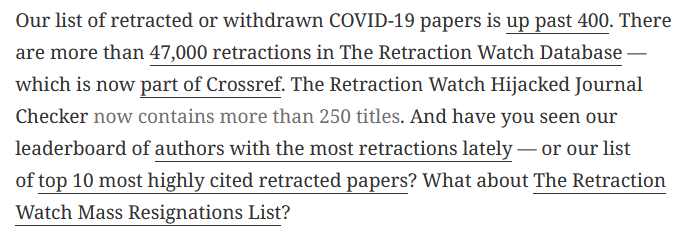 Our list of retracted or withdrawn COVID-19 papers is up past 400. There
are more than 47,000 retractions in The Retraction Watch Database —
which is now part of Crossref. The Retraction Watch Hijacked Journal
Checker now contains more than 250 titles. And have you seen our
leaderboard of authors with the most retractions lately — or our list
of top 10 most highly cited retracted papers? What about The Retraction
Watch Mass Resignations List?